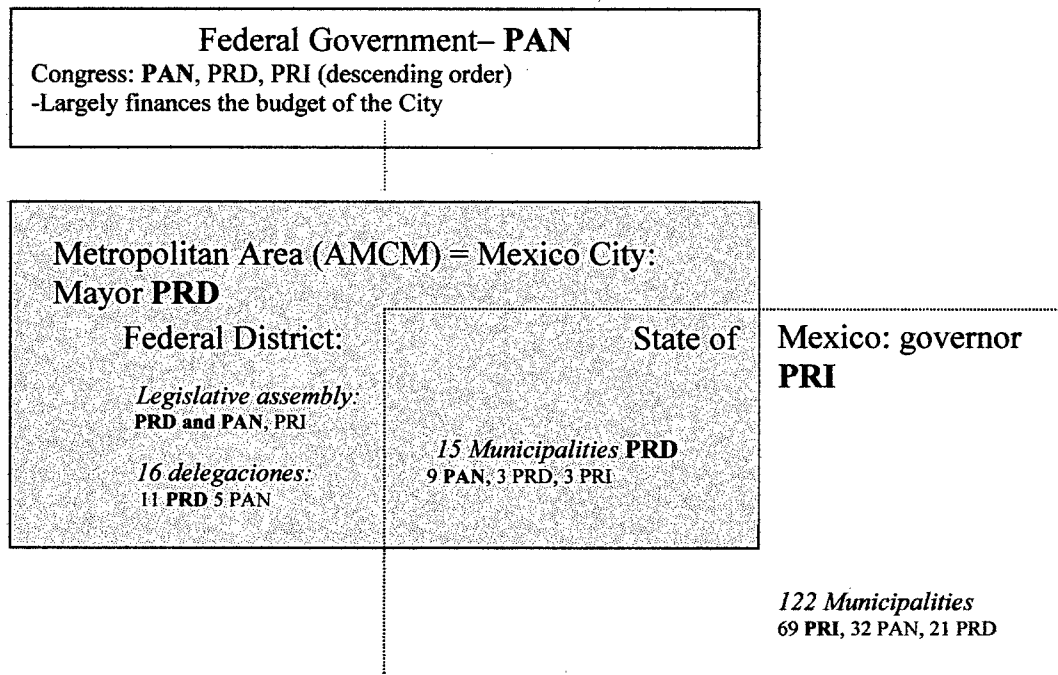 Federal Government– PAN
Congress: PAN, PRD, PRI (descending order)
-Largely finances the budget of the City
Metropolitan Area (AMCM) = Mexico City:
Mayor PRD
Federal District:
Legislative assembly:
PRD and PAN, PRI
16 delegaciones:
11 PRD 5 PAN
State of Mexico: governor
PRI
15 Municipalities PRD
9 PAN, 3 PRD, 3 PRI
122 Municipalities
69 PRI, 32 PAN, 21 PRD